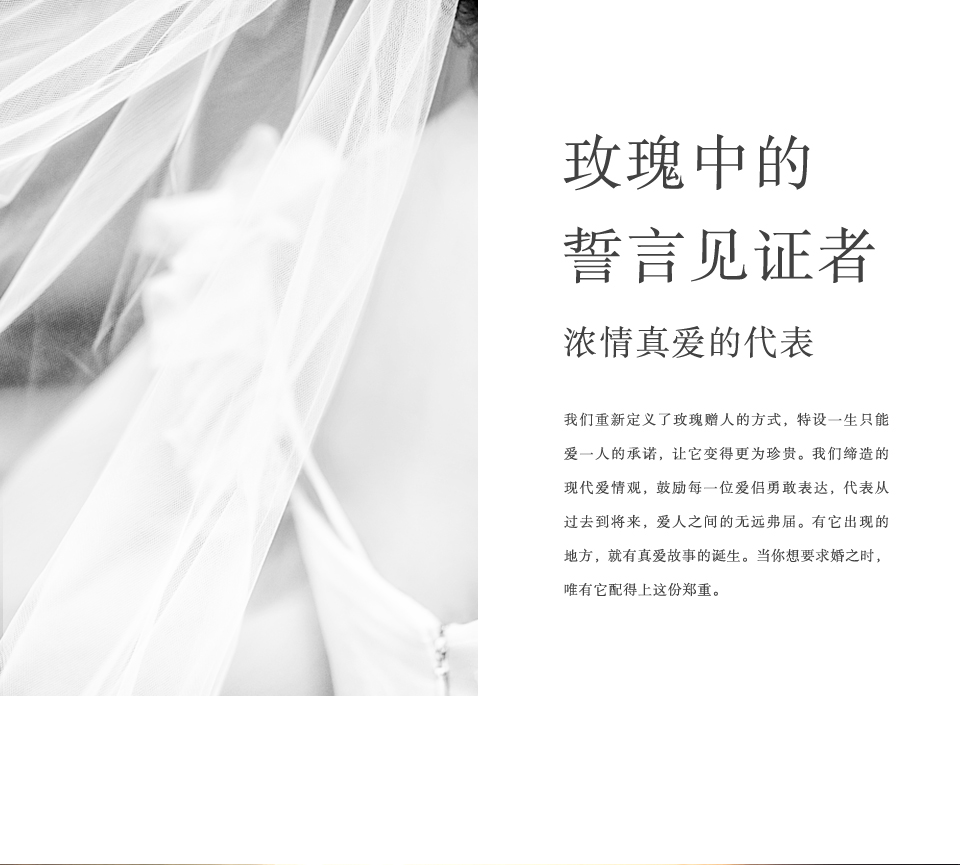 玫瑰中的
誓言见证者
浓情真爱的代表
我们重新定义了玫瑰赠人的方式，特设一生只能
爱一人的承诺，让它变得更为珍贵。我们缔造的
现代爱情观，鼓励每一位爱侣勇敢表达，代表从
过去到将来，爱人之间的无远弗届。有它出现的
地方，就有真爱故事的诞生。当你想要求婚之时，
唯有它配得上这份郑重。